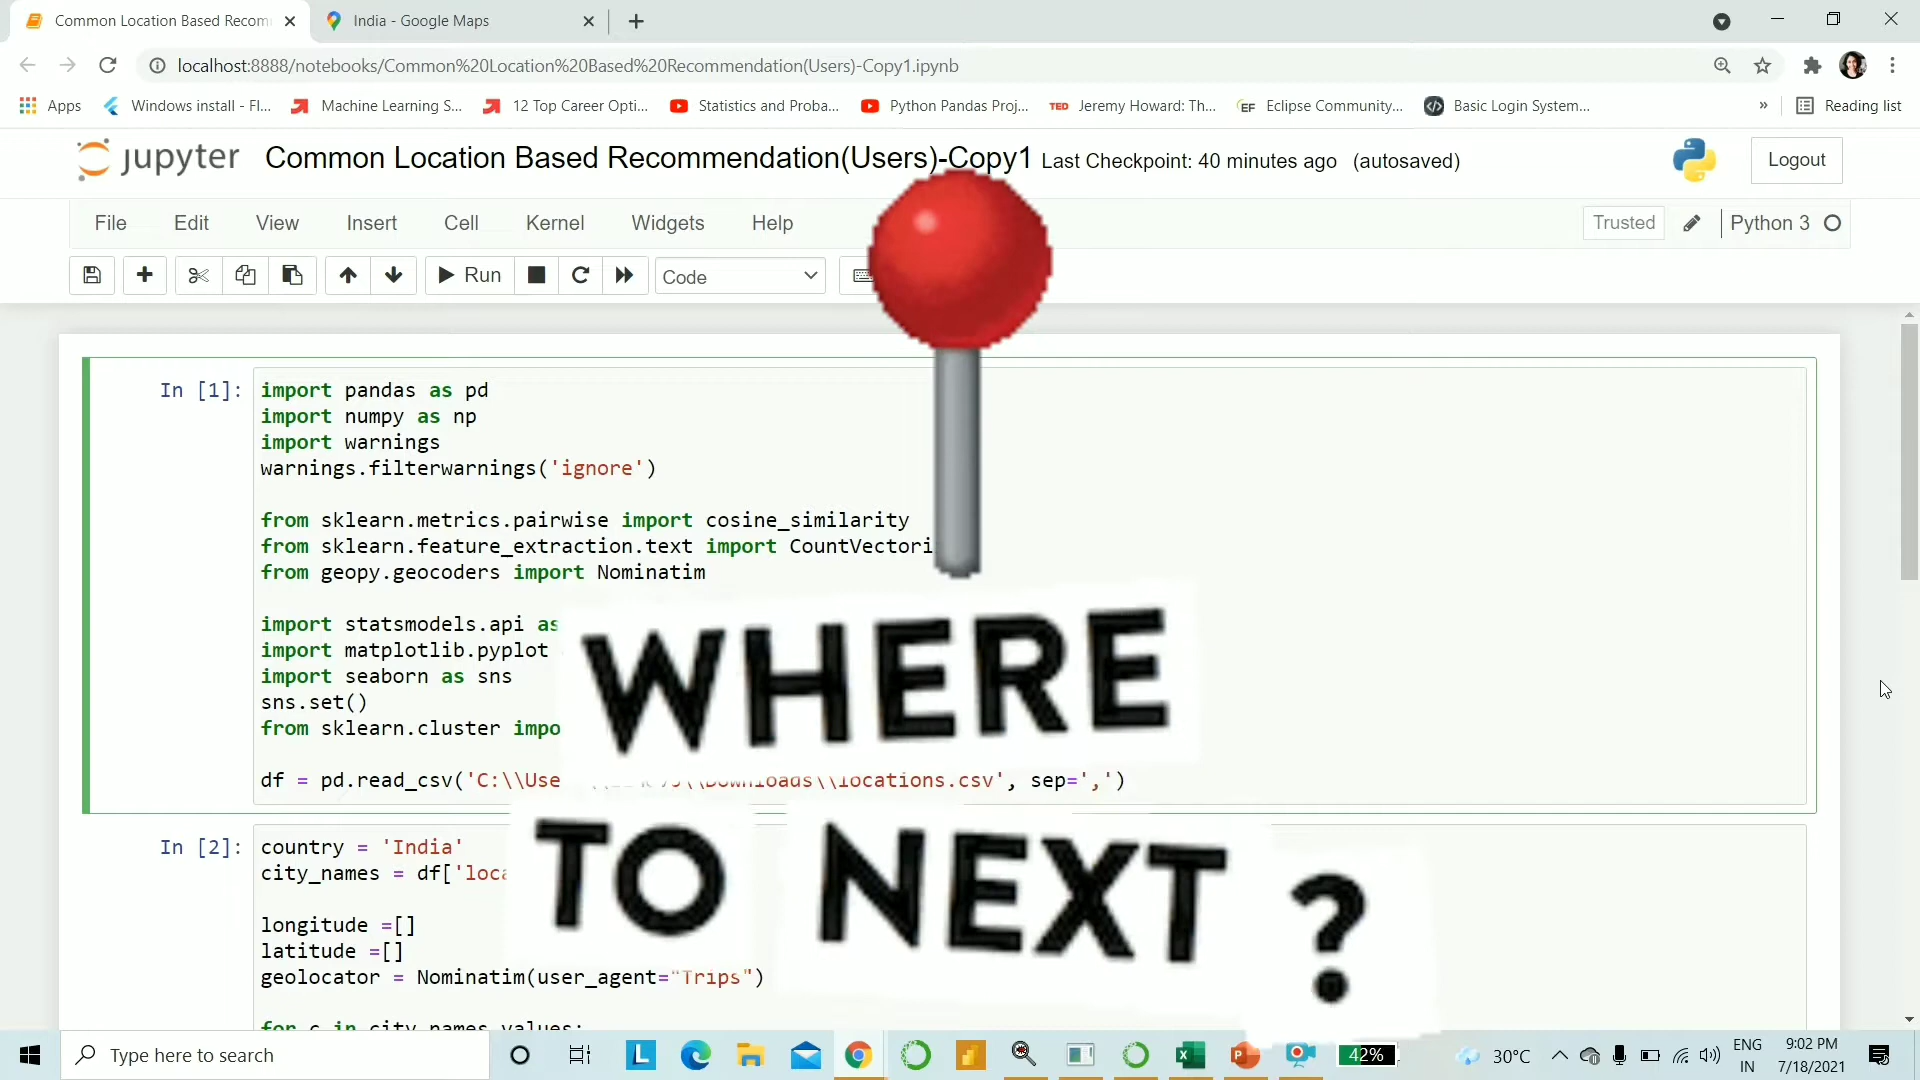 Common Location Based Recom
India - Google Maps
localhost:8888/notebooks/Common%20Location%20Based%20Recommendation(Users)-Copy1.ipynb
Apps
Windows install - Fl...
Machine Learning S...
12 Top Career Opti...
Statistics and Proba...
Python Pandas Proj...
TED
Jeremy Howard: Th...
EF
Eclipse Community...
Basic Login System...
»
Reading list
jupyter
Common Location Based Recommendation(Users)-Copy1
Last Checkpoint: 40 minutes ago (autosaved)
Logout
File
Edit
View
Insert
Cell
Kernel
Widgets
Help
Trusted
Python 3
Run
Code
In [1]:
import pandas as pd
import numpy as np
import warnings
warnings.filterwarnings('ignore')
from sklearn.metrics.pairwise import cosine_similarity
from sklearn.feature_extraction.text import CountVectori
from geopy.geocoders import Nominatim
import statsmodels.api as
import matplotlib.pyplot
import seaborn as sns
sns.set()
from sklearn.cluster impo
df = pd.read_csv('C:\\Use \\Downloads\\locations.csv', sep=',')
WHERE
TO NEXT ?
In [2]:
country = 'India'
city_names = df['loca
longitude =[]
latitude =[]
geolocator = Nominatim(user_agent="Trips")
for c in city_names.values:
Type here to search
L
42%
30°C
ENG
IN
9:02 PM
7/18/2021